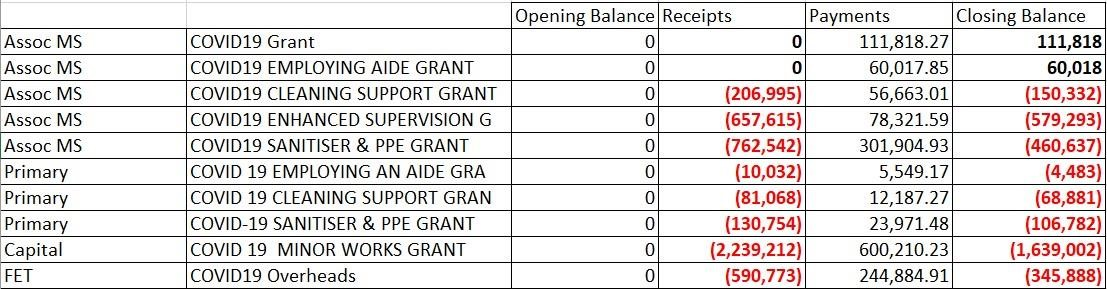 Opening Balance Receipts Payments Closing Balance
Assoc MS COVID19 Grant 0 0 111,818.27 111,818
Assoc MS COVID19 EMPLOYING AIDE GRANT 0 0 60,017.85 60,018
Assoc MS COVID19 CLEANING SUPPORT GRANT 0 (206,995) 56,663.01 (150,332)
Assoc MS COVID19 ENHANCED SUPERVISION G 0 (657,615) 78,321.59 (579,293)
Assoc MS COVID19 SANITISER & PPE GRANT 0 (762,542) 301,904.93 (460,637)
Primary COVID 19 EMPLOYING AN AIDE GRA 0 (10,032) 5,549.17 (4,483)
Primary COVID 19 CLEANING SUPPORT GRAN 0 (81,068) 12,187.27 (68,881)
Primary COVID-19 SANITISER & PPE GRANT 0 (130,754) 23,971.48 (106,782)
Capital COVID 19 MINOR WORKS GRANT 0 (2,239,212) 600,210.23 (1,639,002)
FET COVID19 Overheads 0 (590,773) 244,884.91 (345,888)